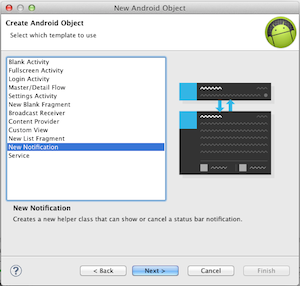 New Android Object
Create Android Object
Select which template to use
Blank Activity
Fullscreen Activity
Login Activity
Master/Detail Flow
Settings Activity
New Blank Fragment
Broadcast Receiver
Content Provider
Custom View
New List Fragment
New Notification
Service
New Notification
Creates a new helper class that can show or cancel a status bar notification.
?
< Back
Next >
Cancel
Finish